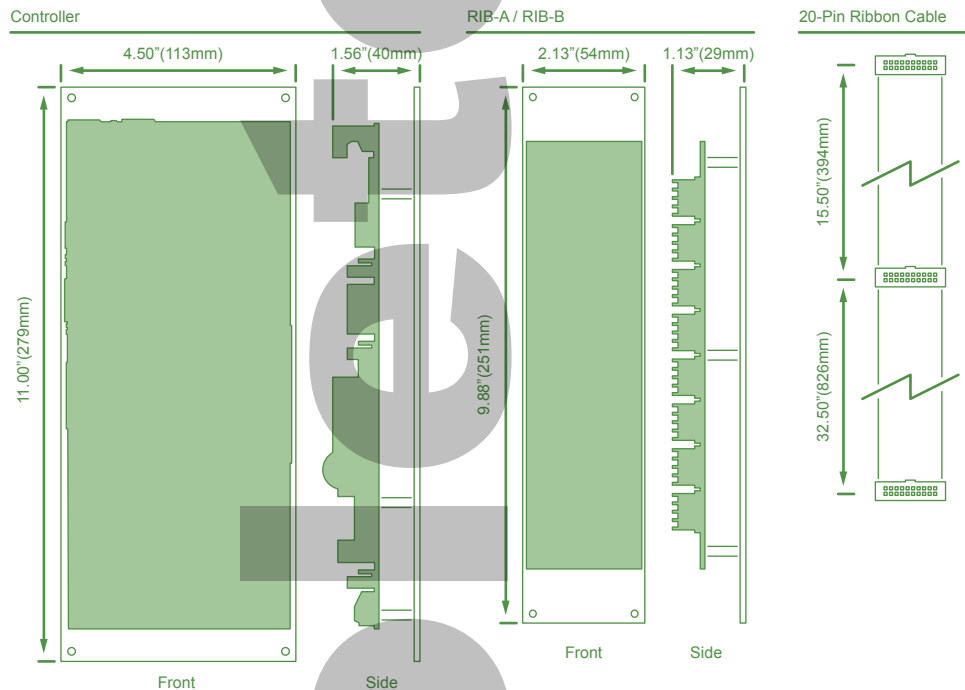 Controller
RIB-A / RIB-B
20-Pin Ribbon Cable
4.50"(113mm)
1.56"(40mm)
2.13"(54mm)
1.13"(29mm)
11.00"(279mm)
9.88"(251mm)
15.50"(394mm)
32.50"(826mm)
Front
Side
Front
Side